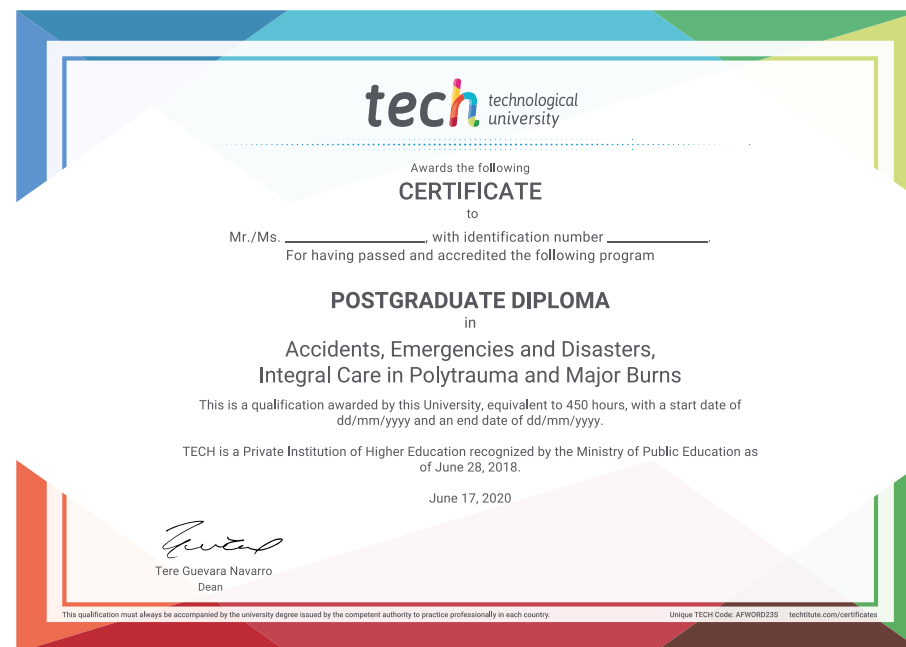 tech technological
university
Awards the following
CERTIFICATE
to
Mr./Ms. ____________________, with identification number ______________.
For having passed and accredited the following program
POSTGRADUATE DIPLOMA
in
Accidents, Emergencies and Disasters,
Integral Care in Polytrauma and Major Burns
This is a qualification awarded by this University, equivalent to 450 hours, with a start date of
dd/mm/yyyy and an end date of dd/mm/yyyy.
TECH is a Private Institution of Higher Education recognized by the Ministry of Public Education as
of June 28, 2018.
June 17, 2020
Tere Guevara Navarro
Dean
This qualification must always be accompanied by the university degree issued by the competent authority to practice professionally in each country. Unique TECH Code: AFWORD23S techtitute.com/certificates